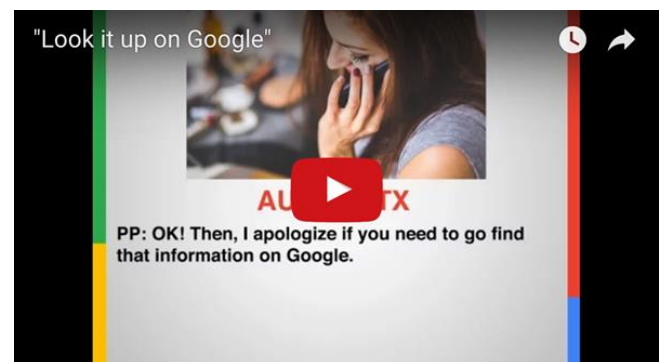 "Look it up on Google"
PP: OK! Then, I apologize if you need to go find
that information on Google.